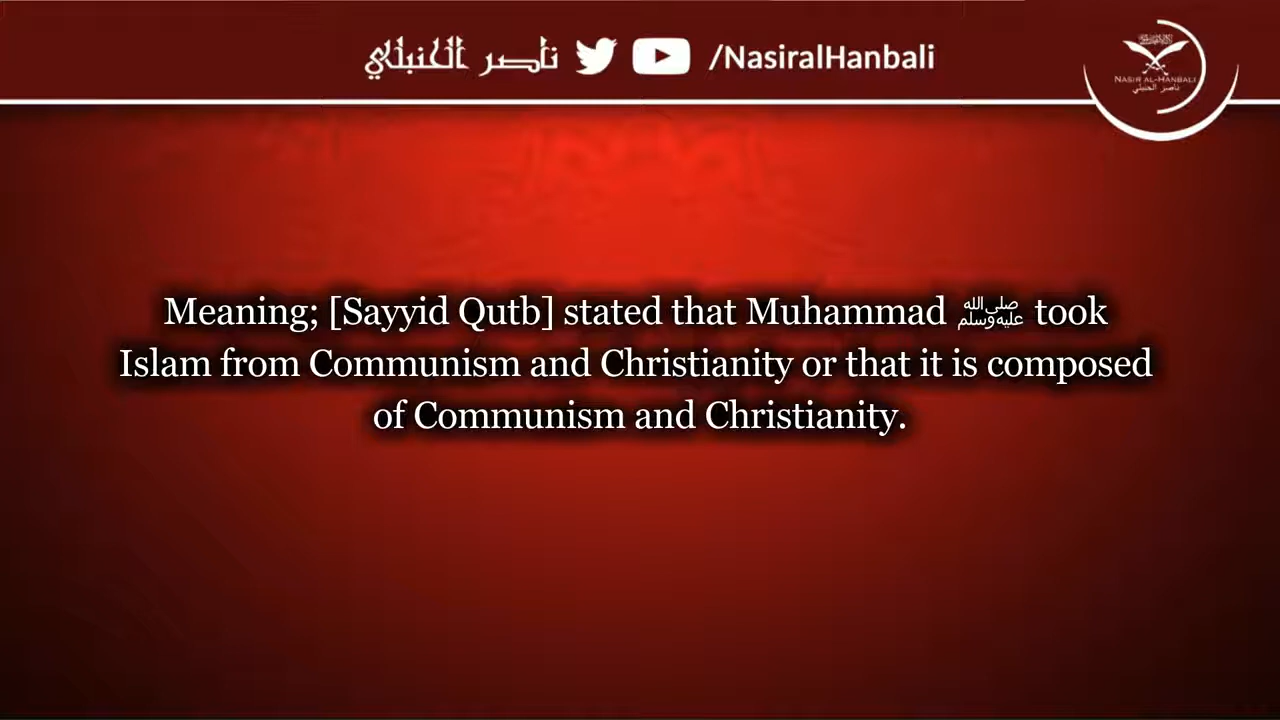 ناصر الحنبلي /NasiralHanbali
NASIR AL-HANBALI
ناصر الحنبلي
Meaning; [Sayyid Qutb] stated that Muhammad ﷺ took
Islam from Communism and Christianity or that it is composed
of Communism and Christianity.